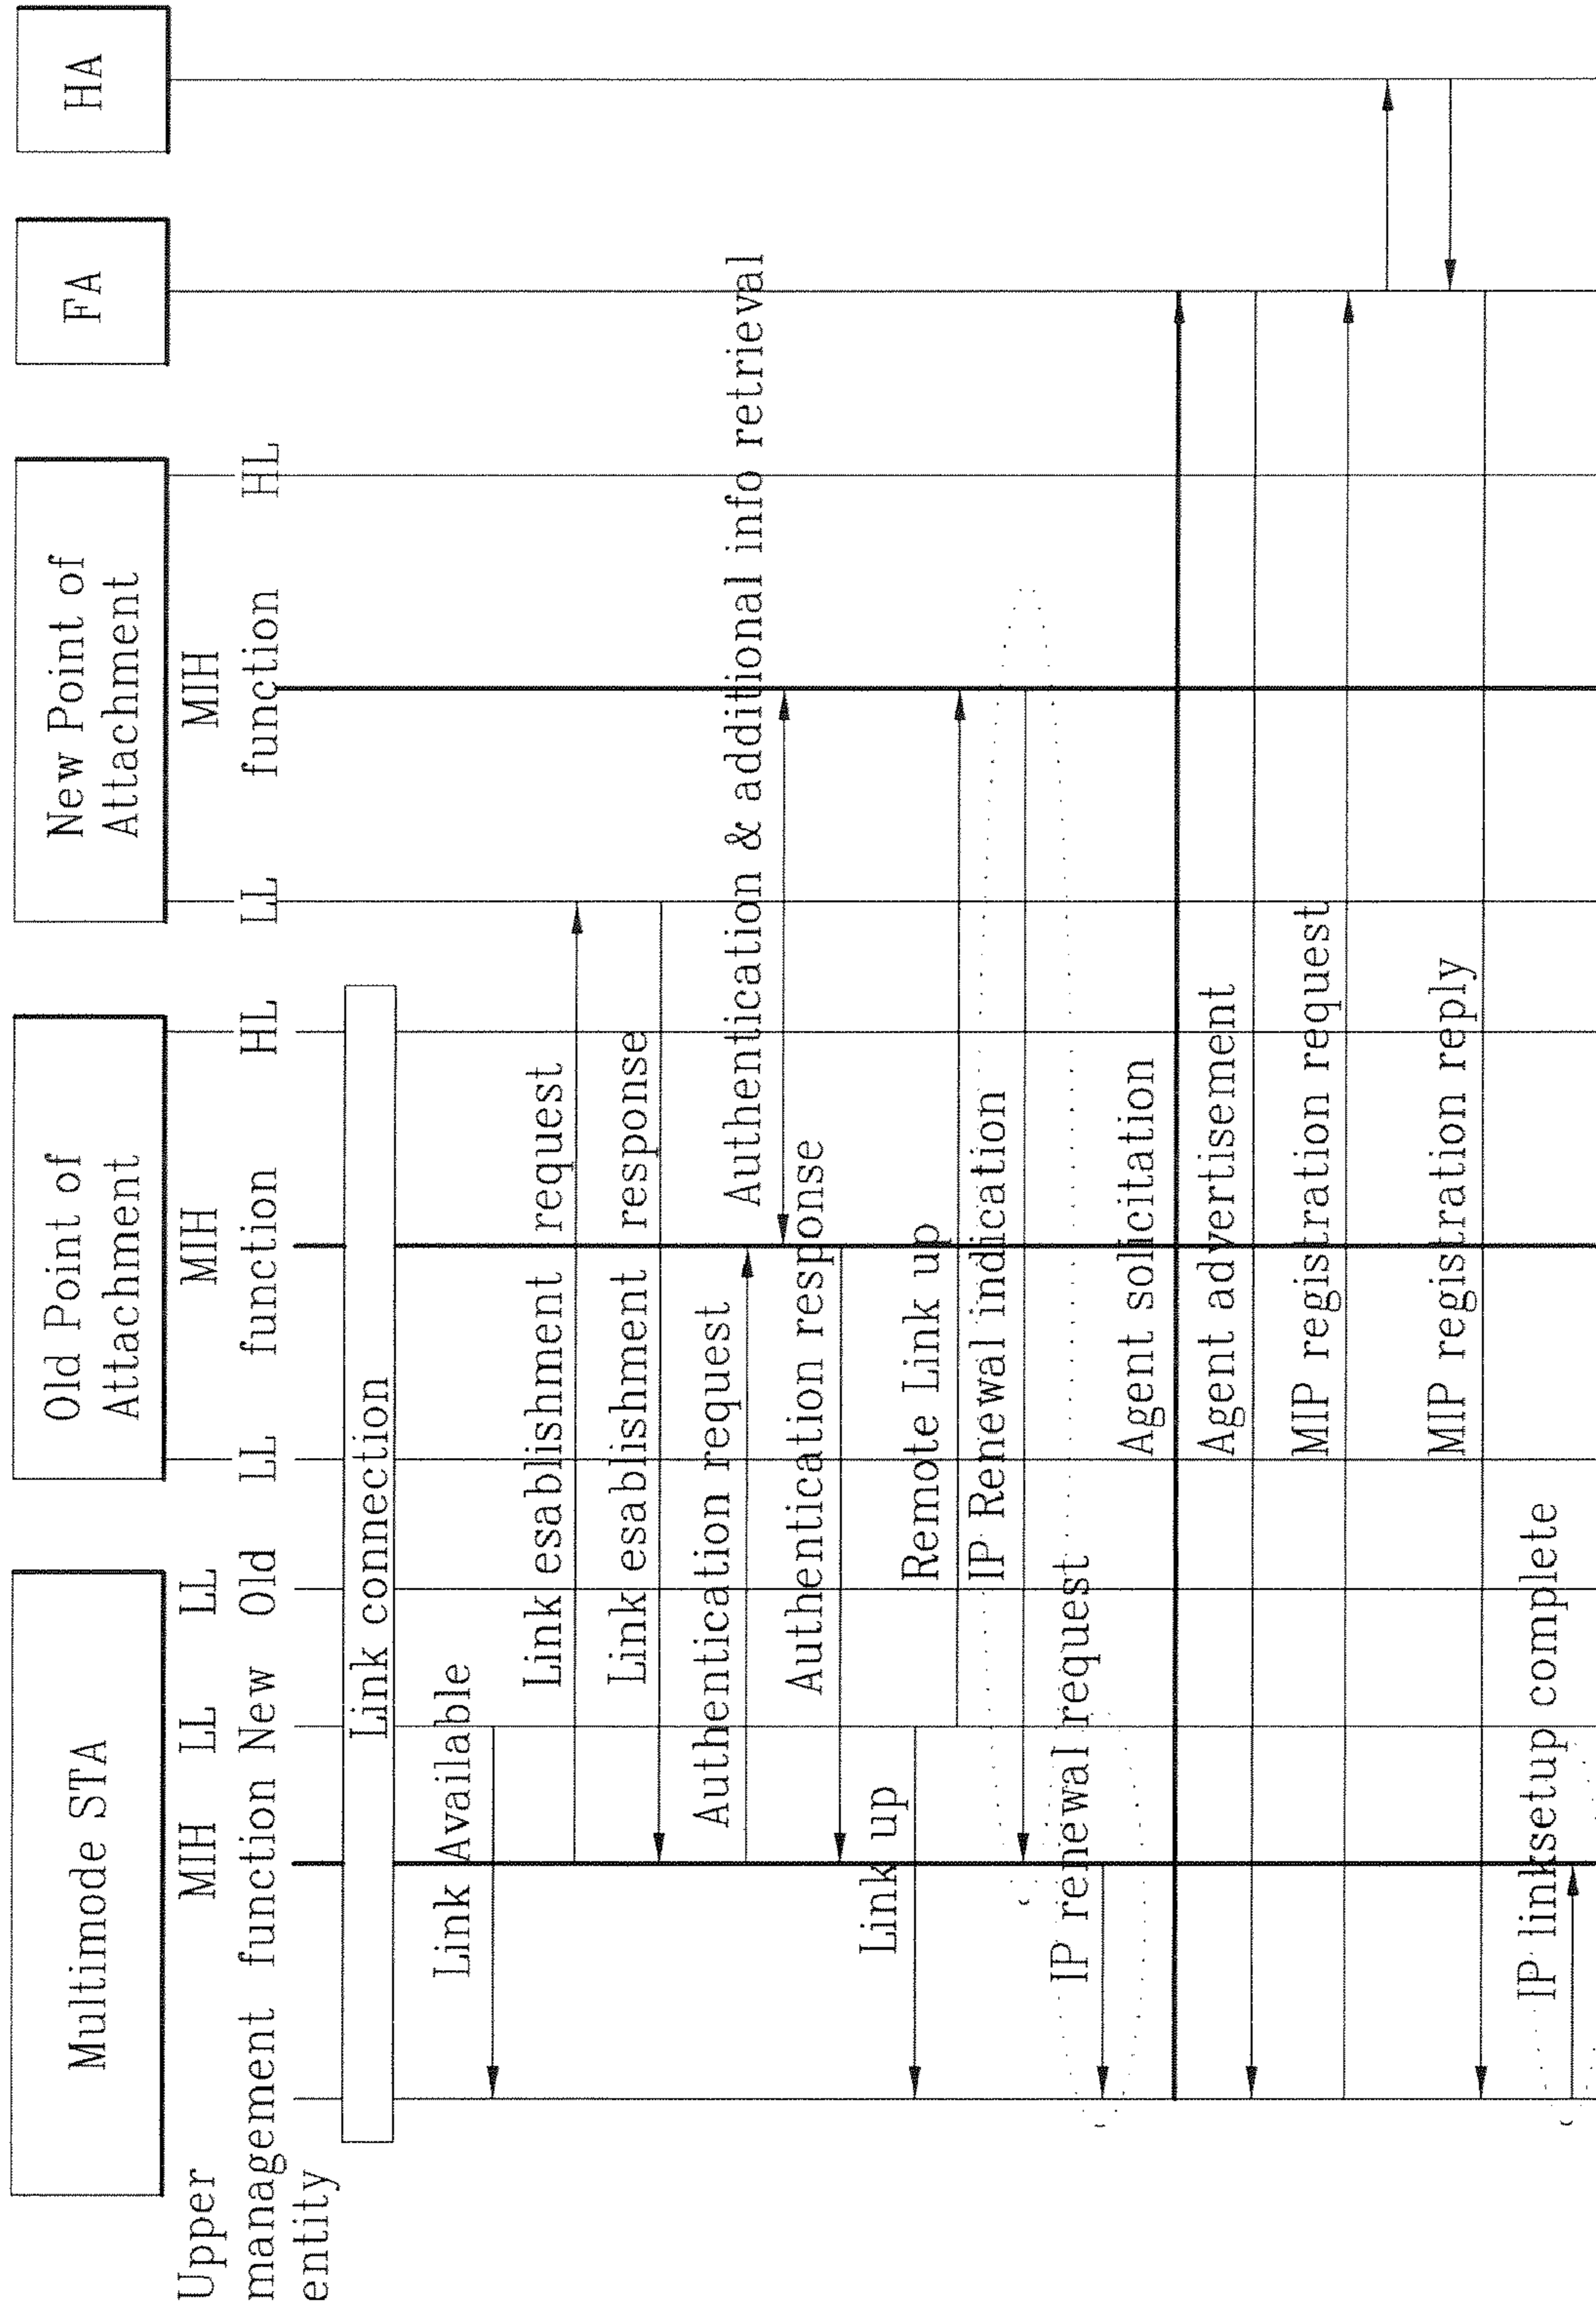 Multimode STA
Old Point of
Attachment
New Point of
Attachment
FA
HA
Upper
management
entity
MIH
function
LL
New
LL
Old
LL
MIH
function
HL
LL
MIH
function
HL
Link connection
Link Available
Link esablishment request
Link esablishment response
Authentication request
Authentication & additional info retrieval
Authentication response
Link up
Remote Link up
IP Renewal indication
IP renewal request
Agent solicitation
Agent advertisement
MIP registration request
MIP registration reply
IP linksetup complete